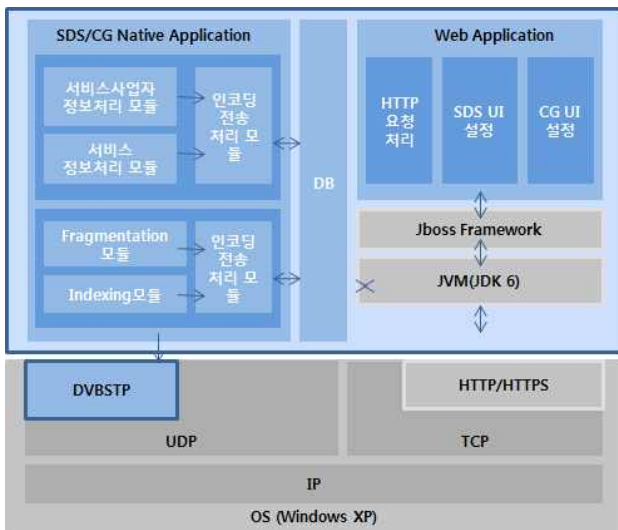 SDS/CG Native Application
서비스사업자
정보처리 모듈
서비스
정보처리 모듈
인코딩
전송
처리 모
듈
Fragmentation
모듈
Indexing모듈
인코딩
전송
처리 모
듈
DB
Web Application
HTTP
요청
처리
SDS UI
설정
CG UI
설정
Jboss Framework
JVM(JDK 6)
DVBSTP
HTTP/HTTPS
UDP
TCP
IP
OS (Windows XP)